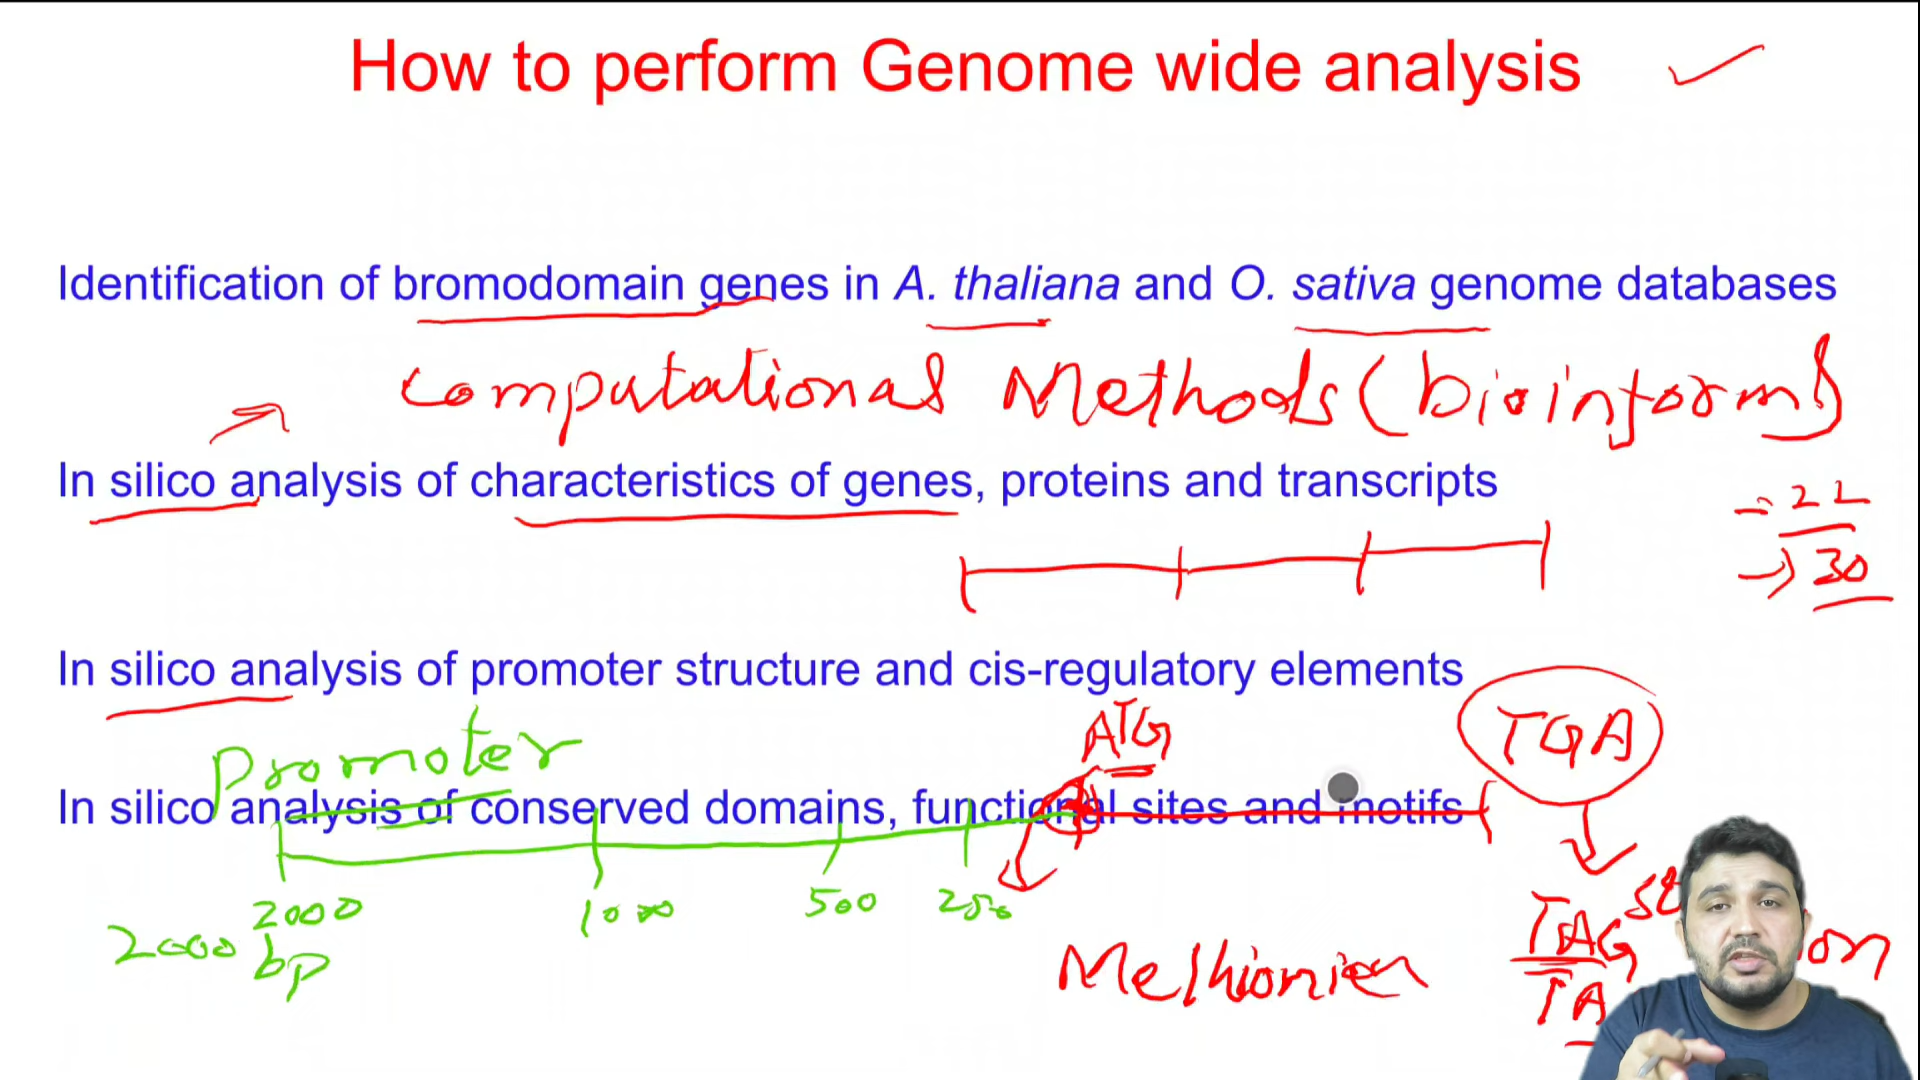 How to perform Genome wide analysis
Identification of bromodomain genes in A. thaliana and O. sativa genome databases
Computational Methods (bioinform)
In silico analysis of characteristics of genes, proteins and transcripts
22
30
In silico analysis of promoter structure and cis-regulatory elements
ATG
TGA
Promoter
In silico analysis of conserved domains, functional sites and motifs
2000 1000 500 250
2000 bp
TAG
TA